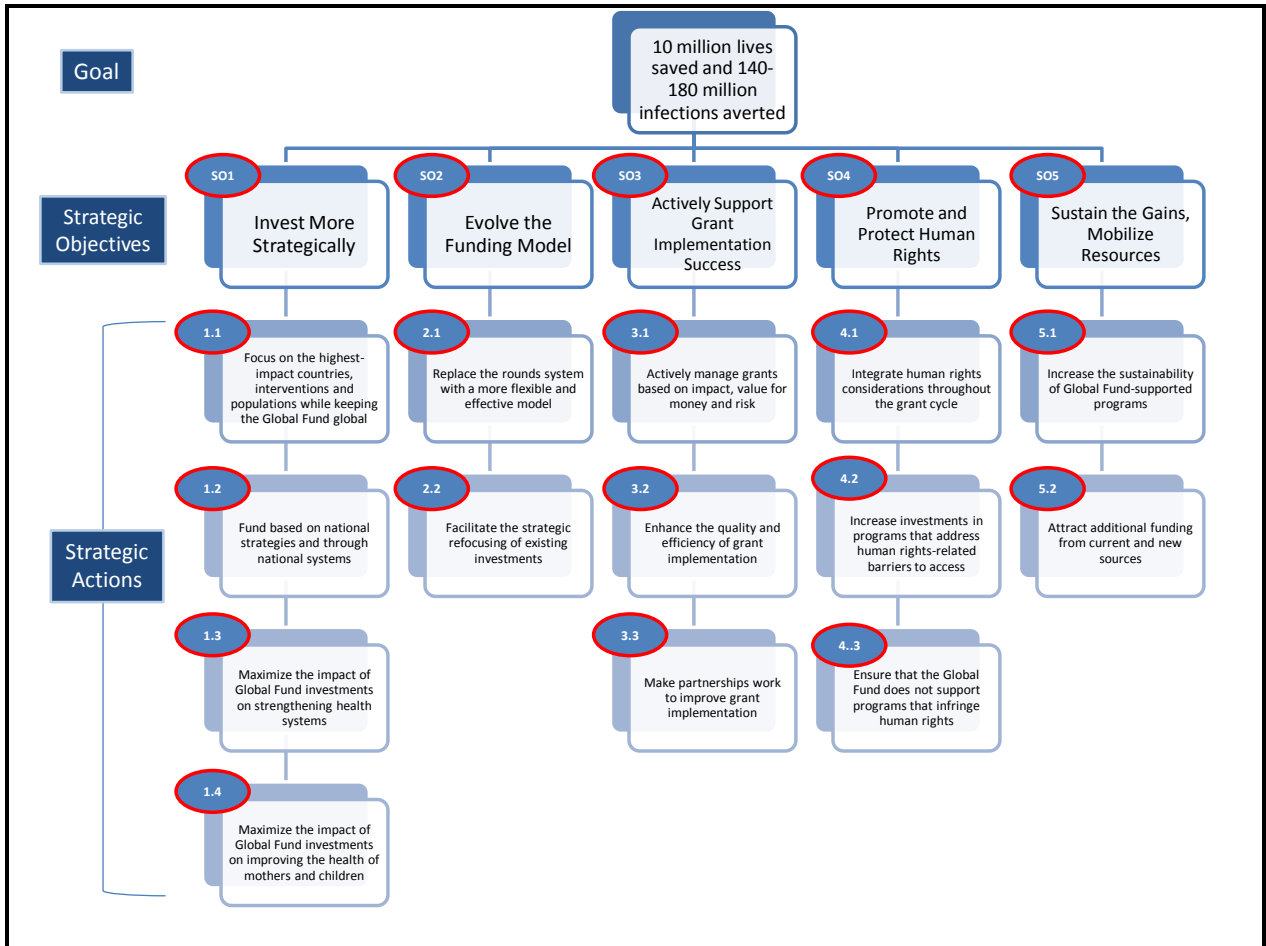 Goal
10 million lives
saved and 140-
180 million
infections averted
Strategic
Objectives
SO1
Invest More
Strategically
SO2
Evolve the
Funding Model
SO3
Actively Support
Grant
Implementation
Success
SO4
Promote and
Protect Human
Rights
SO5
Sustain the Gains,
Mobilize
Resources
Strategic
Actions
1.1
Focus on the highest-
impact countries,
interventions and
populations while keeping
the Global Fund global
2.1
Replace the rounds system
with a more flexible and
effective model
3.1
Actively manage grants
based on impact, value for
money and risk
4.1
Integrate human rights
considerations throughout
the grant cycle
5.1
Increase the sustainability
of Global Fund-supported
programs
1.2
Fund based on national
strategies and through
national systems
2.2
Facilitate the strategic
refocusing of existing
investments
3.2
Enhance the quality and
efficiency of grant
implementation
4.2
Increase investments in
programs that address
human rights-related
barriers to access
5.2
Attract additional funding
from current and new
sources
1.3
Maximize the impact of
Global Fund investments
on strengthening health
systems
3.3
Make partnerships work
to improve grant
implementation
4..3
Ensure that the Global
Fund does not support
programs that infringe
human rights
1.4
Maximize the impact of
Global Fund investments
on improving the health of
mothers and children